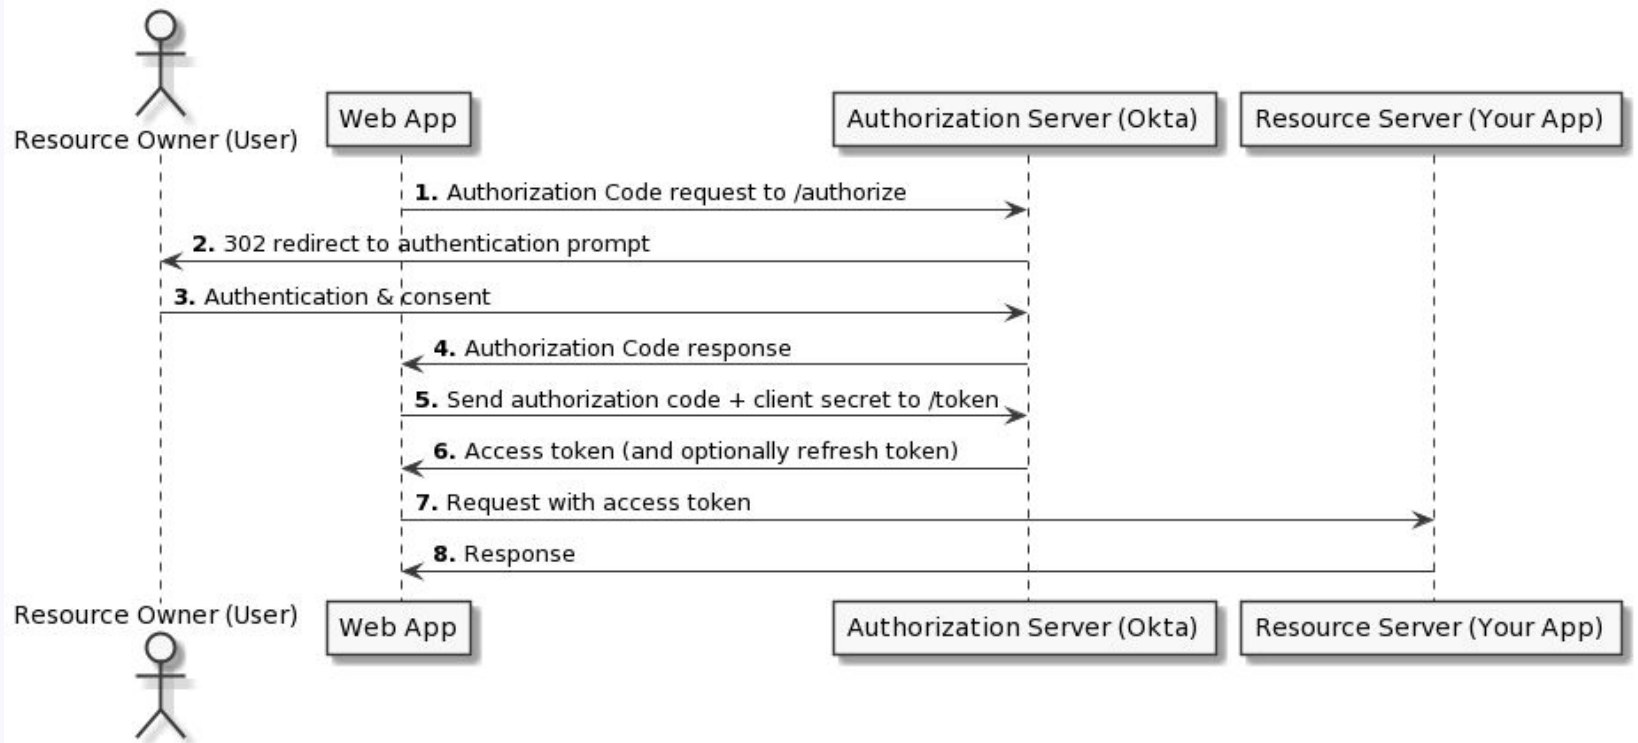 Resource Owner (User)
Web App
Authorization Server (Okta)
Resource Server (Your App)
1. Authorization Code request to /authorize
2. 302 redirect to authentication prompt
3. Authentication & consent
4. Authorization Code response
5. Send authorization code + client secret to /token
6. Access token (and optionally refresh token)
7. Request with access token
8. Response
Resource Owner (User)
Web App
Authorization Server (Okta)
Resource Server (Your App)